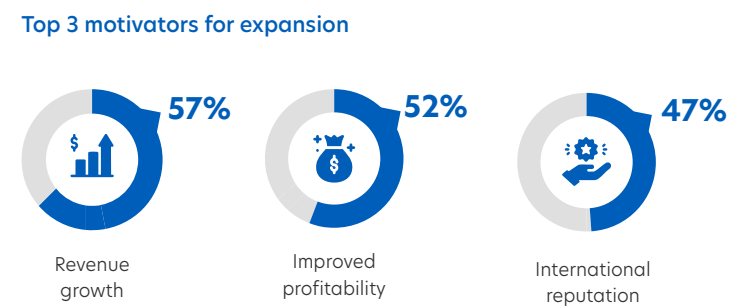 Top 3 motivators for expansion
57%
52%
47%
$
$
Revenue
growth
Improved
profitability
International
reputation